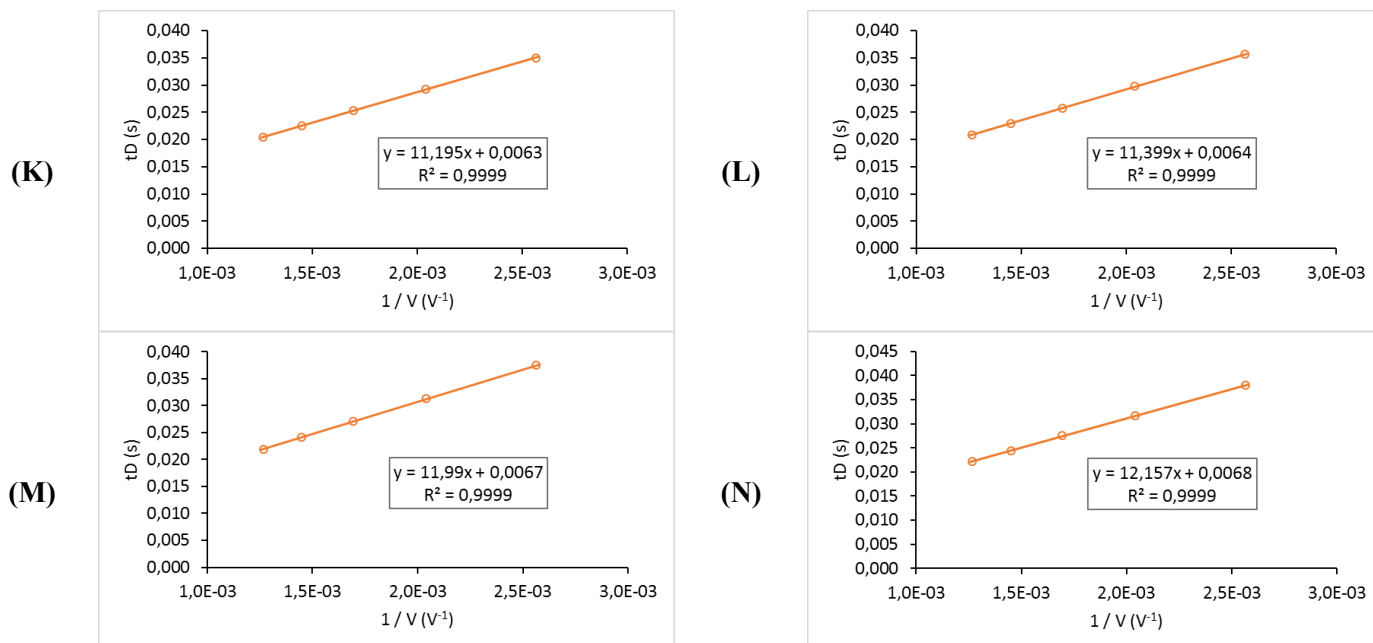 (K)
0,040
0,035
0,030
0,025
0,020
0,015
0,010
0,005
0,000
tD (s)
y = 11,195x + 0,0063
R² = 0,9999
1,0E-03 1,5E-03 2,0E-03 2,5E-03 3,0E-03
1 / V (V⁻¹)
(L)
0,040
0,035
0,030
0,025
0,020
0,015
0,010
0,005
0,000
tD (s)
y = 11,399x + 0,0064
R² = 0,9999
1,0E-03 1,5E-03 2,0E-03 2,5E-03 3,0E-03
1 / V (V⁻¹)
(M)
0,040
0,035
0,030
0,025
0,020
0,015
0,010
0,005
0,000
tD (s)
y = 11,99x + 0,0067
R² = 0,9999
1,0E-03 1,5E-03 2,0E-03 2,5E-03 3,0E-03
1 / V (V⁻¹)
(N)
0,045
0,040
0,035
0,030
0,025
0,020
0,015
0,010
0,005
0,000
tD (s)
y = 12,157x + 0,0068
R² = 0,9999
1,0E-03 1,5E-03 2,0E-03 2,5E-03 3,0E-03
1 / V (V⁻¹)